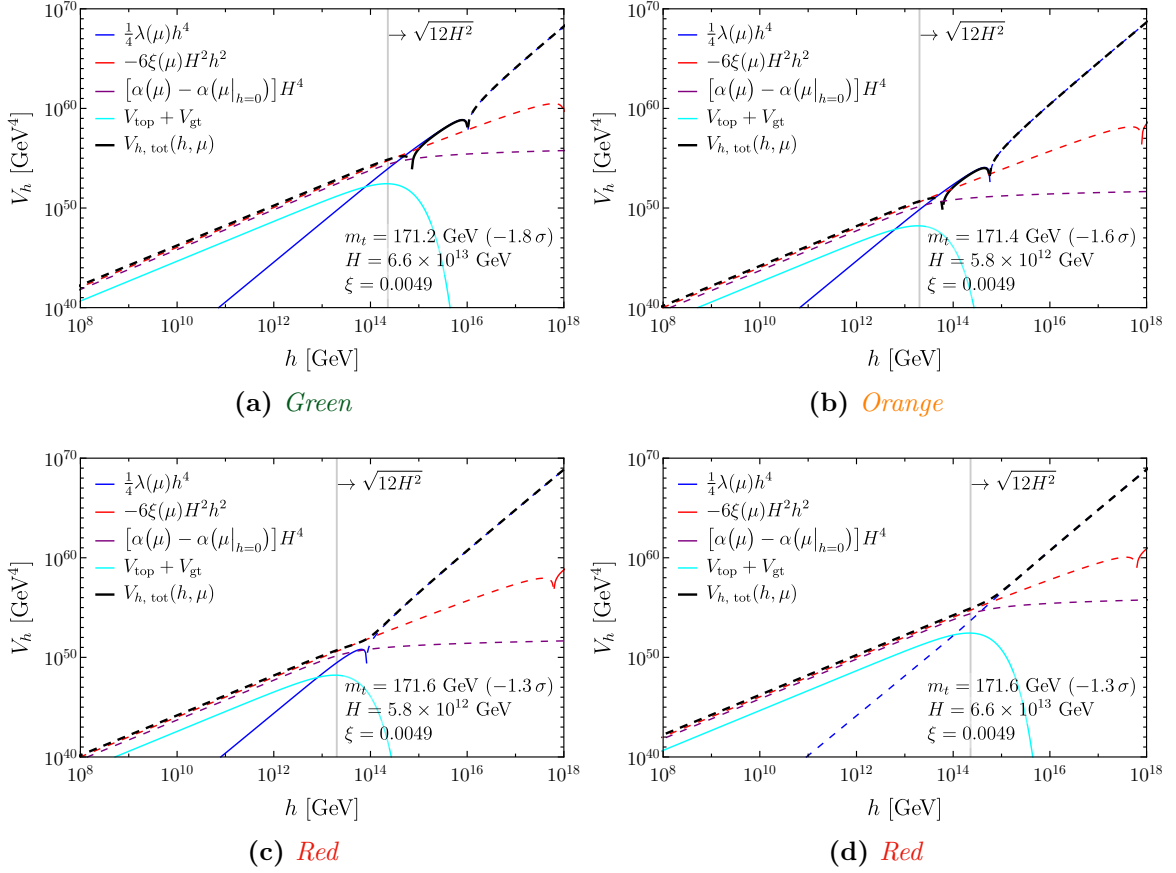 10^70
10^60
10^50
10^40
V_h [GeV^4]
1/4 λ(μ)h^4
−6ξ(μ)H^2h^2
[α(μ) − α(μ|_{h=0})]H^4
V_top + V_gt
V_{h, tot}(h, μ)
→ √12H^2
m_t = 171.2 GeV (−1.8 σ)
H = 6.6 × 10^13 GeV
ξ = 0.0049
10^8 10^10 10^12 10^14 10^16 10^18
h [GeV]
(a) Green
10^70
10^60
10^50
10^40
V_h [GeV^4]
1/4 λ(μ)h^4
−6ξ(μ)H^2h^2
[α(μ) − α(μ|_{h=0})]H^4
V_top + V_gt
V_{h, tot}(h, μ)
→ √12H^2
m_t = 171.4 GeV (−1.6 σ)
H = 5.8 × 10^12 GeV
ξ = 0.0049
10^8 10^10 10^12 10^14 10^16 10^18
h [GeV]
(b) Orange
10^70
10^60
10^50
10^40
V_h [GeV^4]
1/4 λ(μ)h^4
−6ξ(μ)H^2h^2
[α(μ) − α(μ|_{h=0})]H^4
V_top + V_gt
V_{h, tot}(h, μ)
→ √12H^2
m_t = 171.6 GeV (−1.3 σ)
H = 5.8 × 10^12 GeV
ξ = 0.0049
10^8 10^10 10^12 10^14 10^16 10^18
h [GeV]
(c) Red
10^70
10^60
10^50
10^40
V_h [GeV^4]
1/4 λ(μ)h^4
−6ξ(μ)H^2h^2
[α(μ) − α(μ|_{h=0})]H^4
V_top + V_gt
V_{h, tot}(h, μ)
→ √12H^2
m_t = 171.6 GeV (−1.3 σ)
H = 6.6 × 10^13 GeV
ξ = 0.0049
10^8 10^10 10^12 10^14 10^16 10^18
h [GeV]
(d) Red